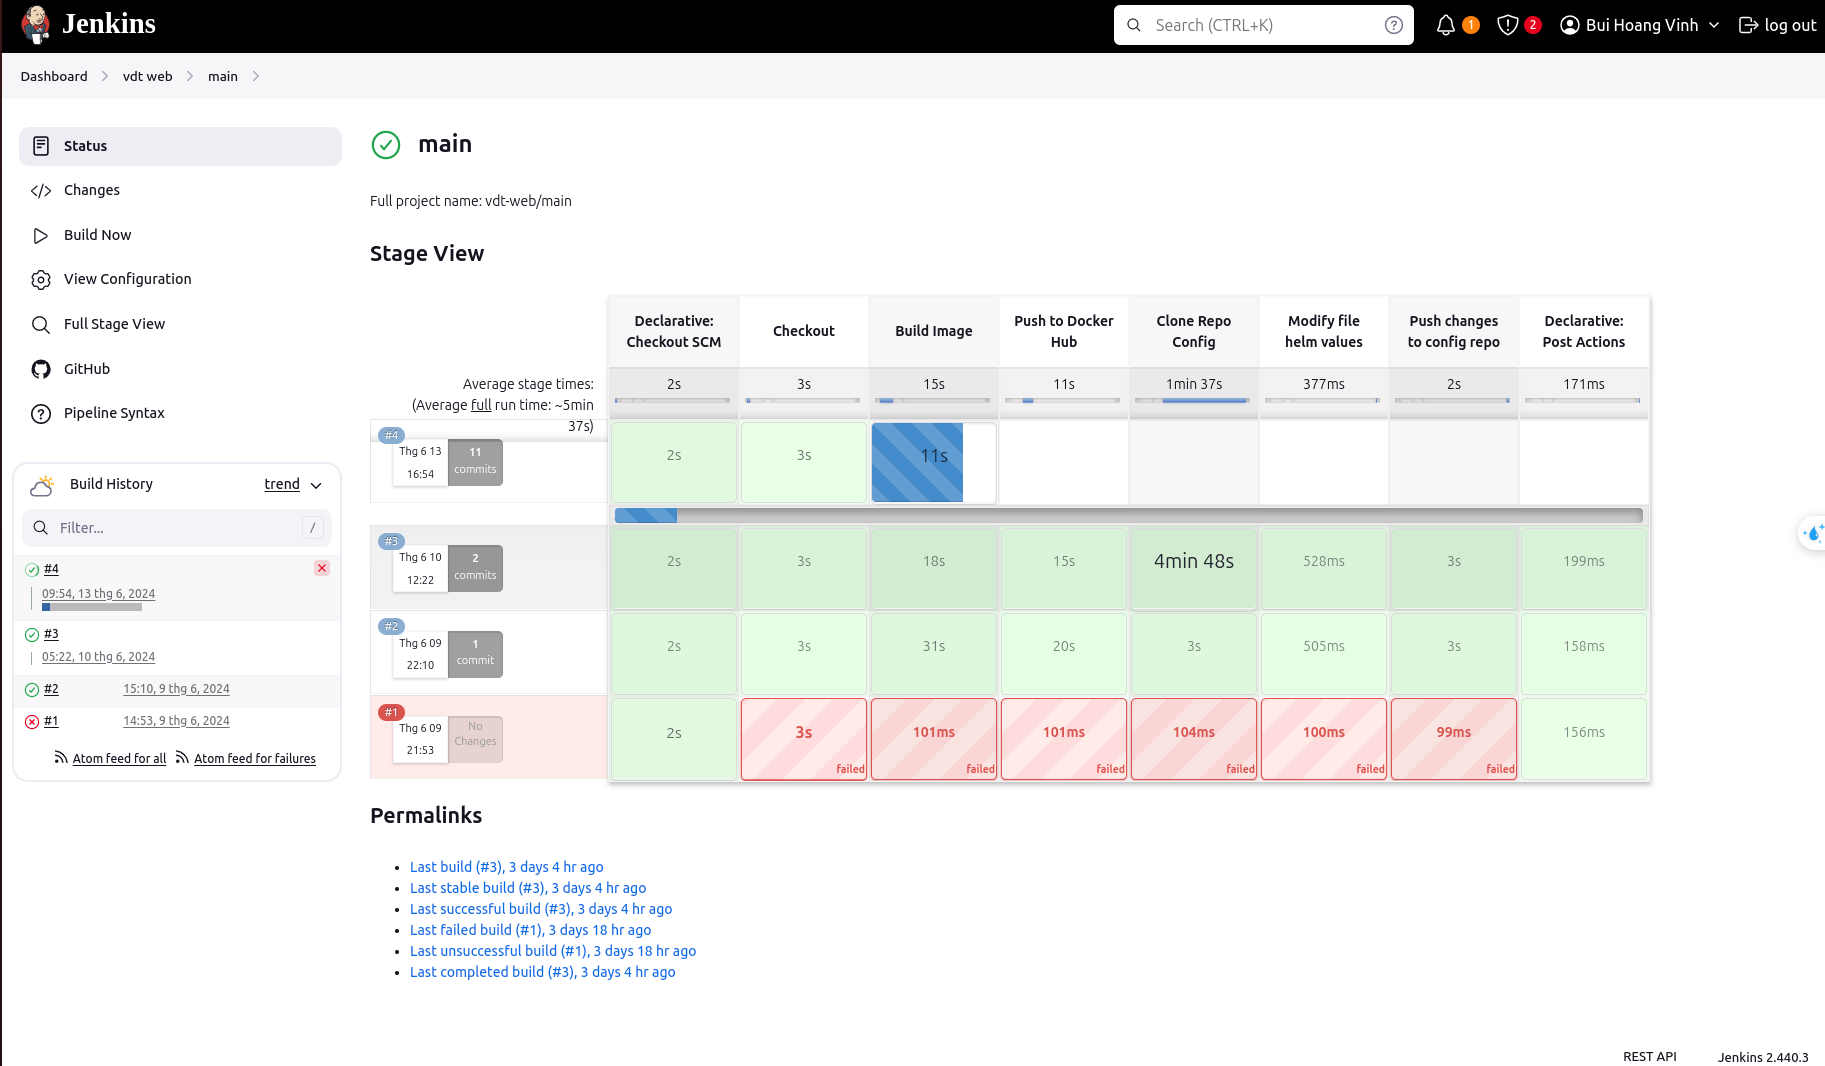 Jenkins
Search (CTRL+K)
?
1
2
Bui Hoang Vinh
log out
Dashboard
vdt web
main
Status
Changes
Build Now
View Configuration
Full Stage View
GitHub
Pipeline Syntax
Build History
trend
Filter...
/
#4
09:54, 13 thg 6, 2024
#3
05:22, 10 thg 6, 2024
#2 15:10, 9 thg 6, 2024
#1 14:53, 9 thg 6, 2024
Atom feed for all
Atom feed for failures
main
Full project name: vdt-web/main
Stage View
Declarative: Checkout SCM
Checkout
Build Image
Push to Docker Hub
Clone Repo Config
Modify file helm values
Push changes to config repo
Declarative: Post Actions
Average stage times:
(Average full run time: ~5min
37s)
2s 3s 15s 11s 1min 37s 377ms 2s 171ms
#4
Thg 6 13
16:54
11
commits
2s 3s 11s
#3
Thg 6 10
12:22
2
commits
2s 3s 18s 15s 4min 48s 528ms 3s 199ms
#2
Thg 6 09
22:10
1
commit
2s 3s 31s 20s 3s 505ms 3s 158ms
#1
Thg 6 09
21:53
No
Changes
2s 3s 101ms 101ms 104ms 100ms 99ms 156ms
failed failed failed failed failed failed
Permalinks
• Last build (#3), 3 days 4 hr ago
• Last stable build (#3), 3 days 4 hr ago
• Last successful build (#3), 3 days 4 hr ago
• Last failed build (#1), 3 days 18 hr ago
• Last unsuccessful build (#1), 3 days 18 hr ago
• Last completed build (#3), 3 days 4 hr ago
REST API
Jenkins 2.440.3